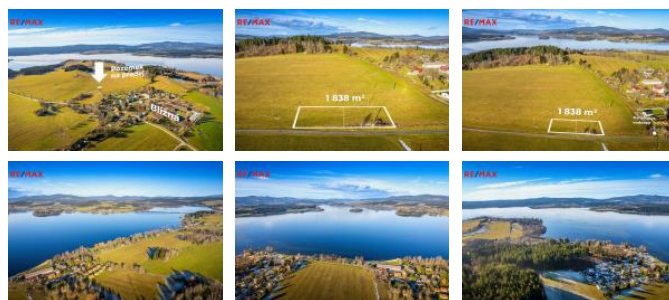 RE/MAX
pozemek
na prodej
Bližná
RE/MAX
1 838 m²
RE/MAX
1 838 m²
RE/MAX
RE/MAX
RE/MAX